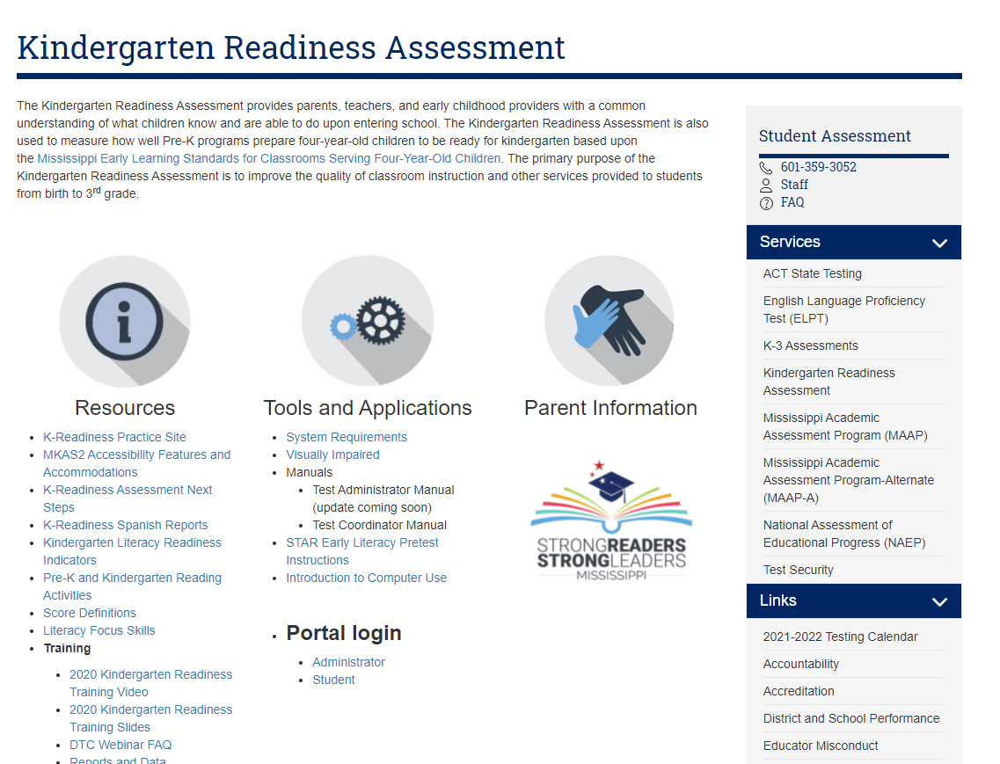 Kindergarten Readiness Assessment
The Kindergarten Readiness Assessment provides parents, teachers, and early childhood providers with a common
understanding of what children know and are able to do upon entering school. The Kindergarten Readiness Assessment is also
used to measure how well Pre-K programs prepare four-year-old children to be ready for kindergarten based upon
the Mississippi Early Learning Standards for Classrooms Serving Four-Year-Old Children. The primary purpose of the
Kindergarten Readiness Assessment is to improve the quality of classroom instruction and other services provided to students
from birth to 3rd grade.
Resources
K-Readiness Practice Site
MKAS2 Accessibility Features and
Accommodations
K-Readiness Assessment Next
Steps
K-Readiness Spanish Reports
Kindergarten Literacy Readiness
Indicators
Pre-K and Kindergarten Reading
Activities
Score Definitions
Literacy Focus Skills
Training
2020 Kindergarten Readiness
Training Video
2020 Kindergarten Readiness
Training Slides
DTC Webinar FAQ
Reports and Data
Tools and Applications
System Requirements
Visually Impaired
Manuals
Test Administrator Manual
(update coming soon)
Test Coordinator Manual
STAR Early Literacy Pretest
Instructions
Introduction to Computer Use
Portal login
Administrator
Student
Parent Information
STRONGREADERS
STRONGLEADERS
MISSISSIPPI
Student Assessment
601-359-3052
Staff
FAQ
Services
ACT State Testing
English Language Proficiency
Test (ELPT)
K-3 Assessments
Kindergarten Readiness
Assessment
Mississippi Academic
Assessment Program (MAAP)
Mississippi Academic
Assessment Program-Alternate
(MAAP-A)
National Assessment of
Educational Progress (NAEP)
Test Security
Links
2021-2022 Testing Calendar
Accountability
Accreditation
District and School Performance
Educator Misconduct